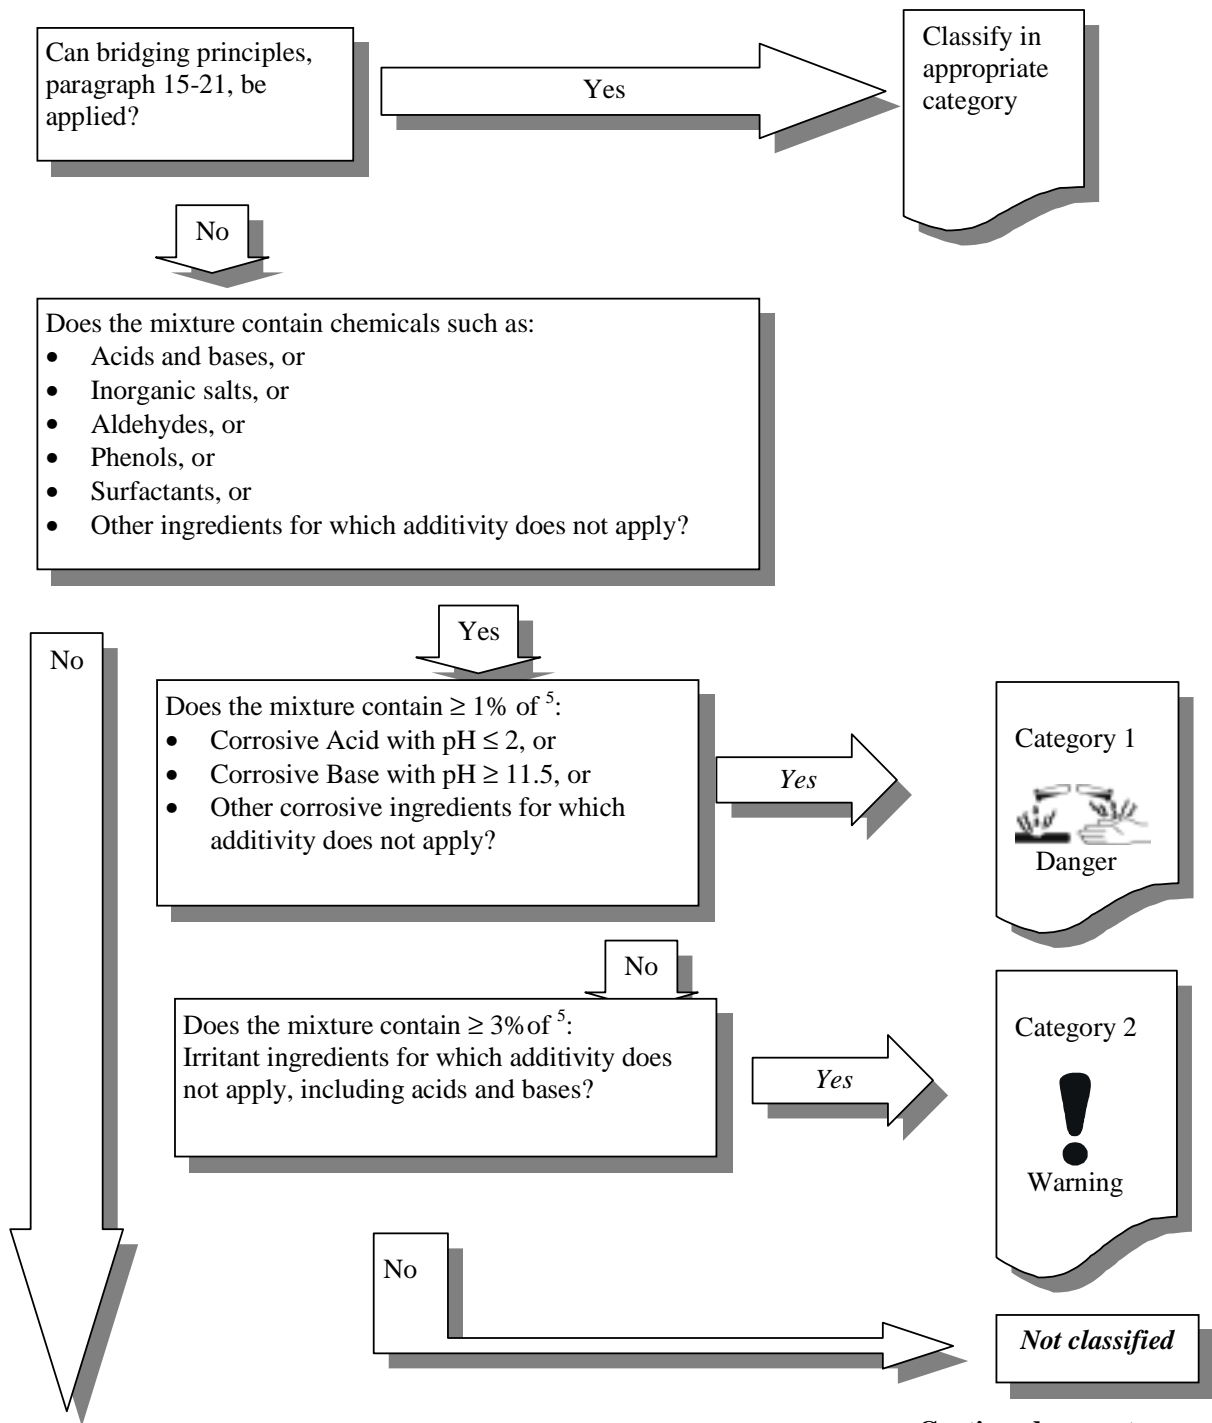 Can bridging principles,
paragraph 15-21, be
applied?
Yes
Classify in
appropriate
category
No
Does the mixture contain chemicals such as:
• Acids and bases, or
• Inorganic salts, or
• Aldehydes, or
• Phenols, or
• Surfactants, or
• Other ingredients for which additivity does not apply?
Yes
No
Does the mixture contain ≥ 1% of ⁵:
• Corrosive Acid with pH ≤ 2, or
• Corrosive Base with pH ≥ 11.5, or
• Other corrosive ingredients for which
additivity does not apply?
Yes
Category 1
Danger
No
Does the mixture contain ≥ 3%of ⁵:
Irritant ingredients for which additivity does
not apply, including acids and bases?
Yes
Category 2
Warning
No
Not classified